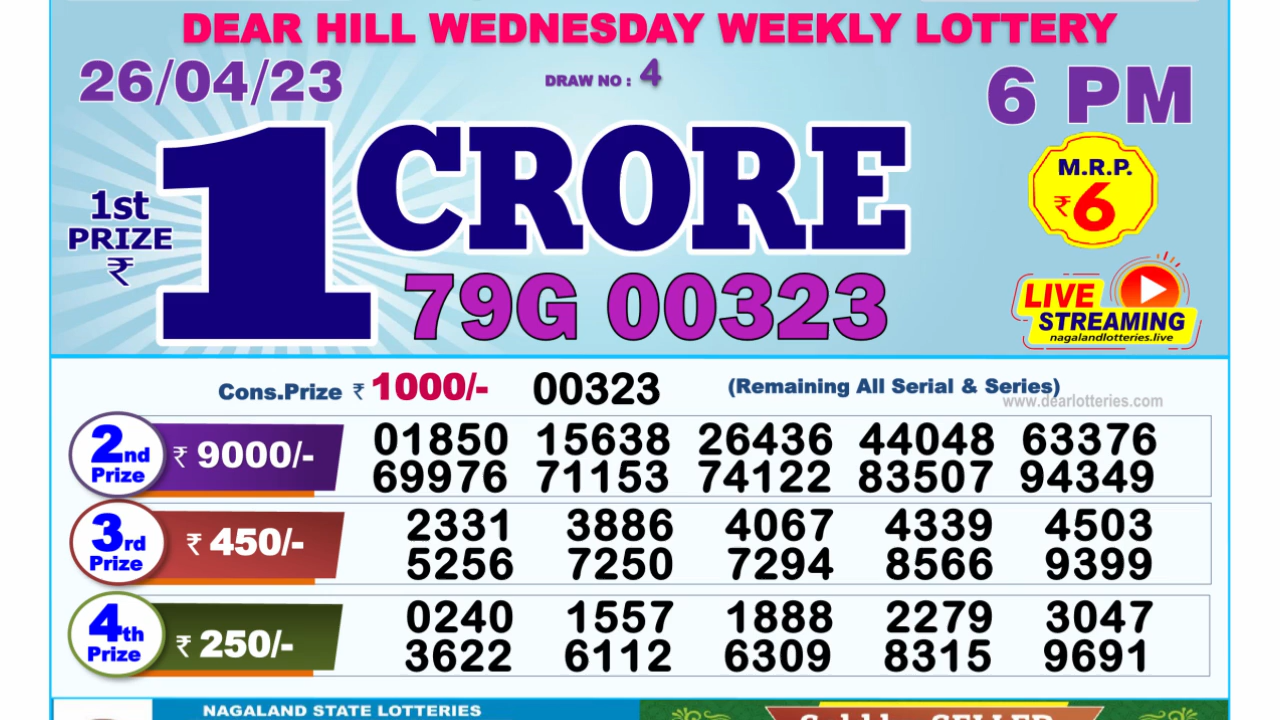 DEAR HILL WEDNESDAY WEEKLY LOTTERY
26/04/23 DRAW NO : 4 6 PM
1st PRIZE ₹ 1 CRORE
M.R.P. ₹6
79G 00323
LIVE STREAMING
nagalandlotteries.live
Cons.Prize ₹ 1000/- 00323 (Remaining All Serial & Series)
www.dearlotteries.com
2nd Prize ₹ 9000/-
01850 15638 26436 44048 63376
69976 71153 74122 83507 94349
3rd Prize ₹ 450/-
2331 3886 4067 4339 4503
5256 7250 7294 8566 9399
4th Prize ₹ 250/-
0240 1557 1888 2279 3047
3622 6112 6309 8315 9691
NAGALAND STATE LOTTERIES